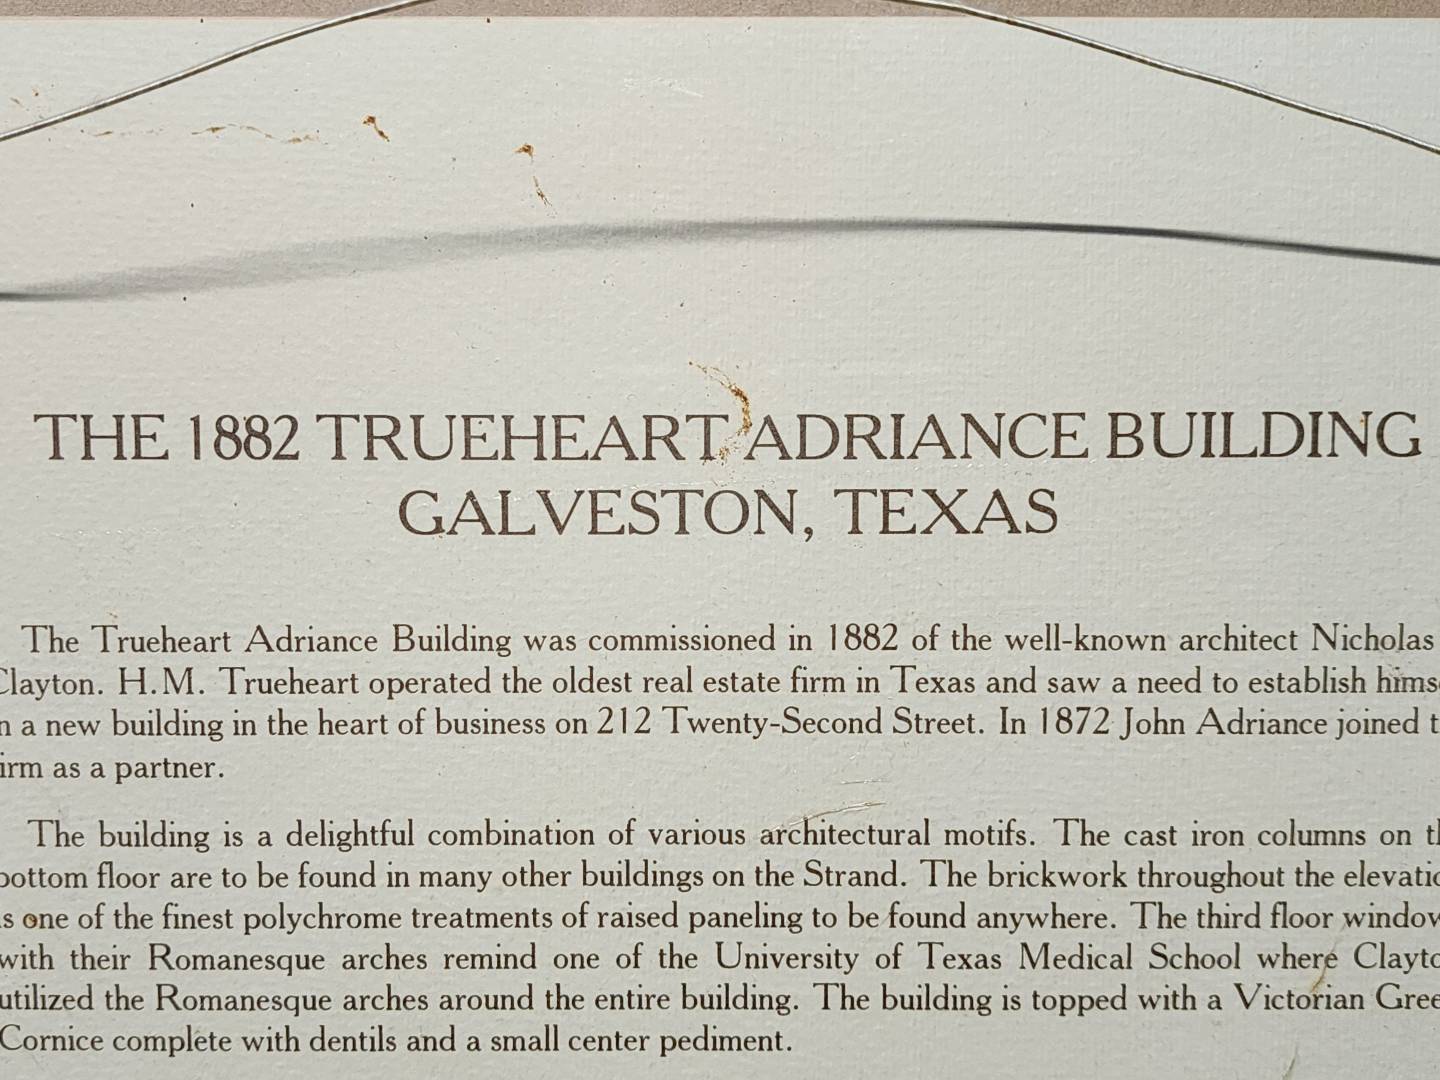 THE 1882 TRUEHEART ADRIANCE BUILDING
GALVESTON, TEXAS
The Trueheart Adriance Building was commissioned in 1882 of the well-known architect Nicholas
Clayton. H.M. Trueheart operated the oldest real estate firm in Texas and saw a need to establish
a new building in the heart of business on 212 Twenty-Second Street. In 1872 John Adriance joined
as a partner.
The building is a delightful combination of various architectural motifs. The cast iron columns on
bottom floor are to be found in many other buildings on the Strand. The brickwork throughout the
one of the finest polychrome treatments of raised paneling to be found anywhere. The third floor
with their Romanesque arches remind one of the University of Texas Medical School where
utilized the Romanesque arches around the entire building. The building is topped with a Victorian
Cornice complete with dentils and a small center pediment.